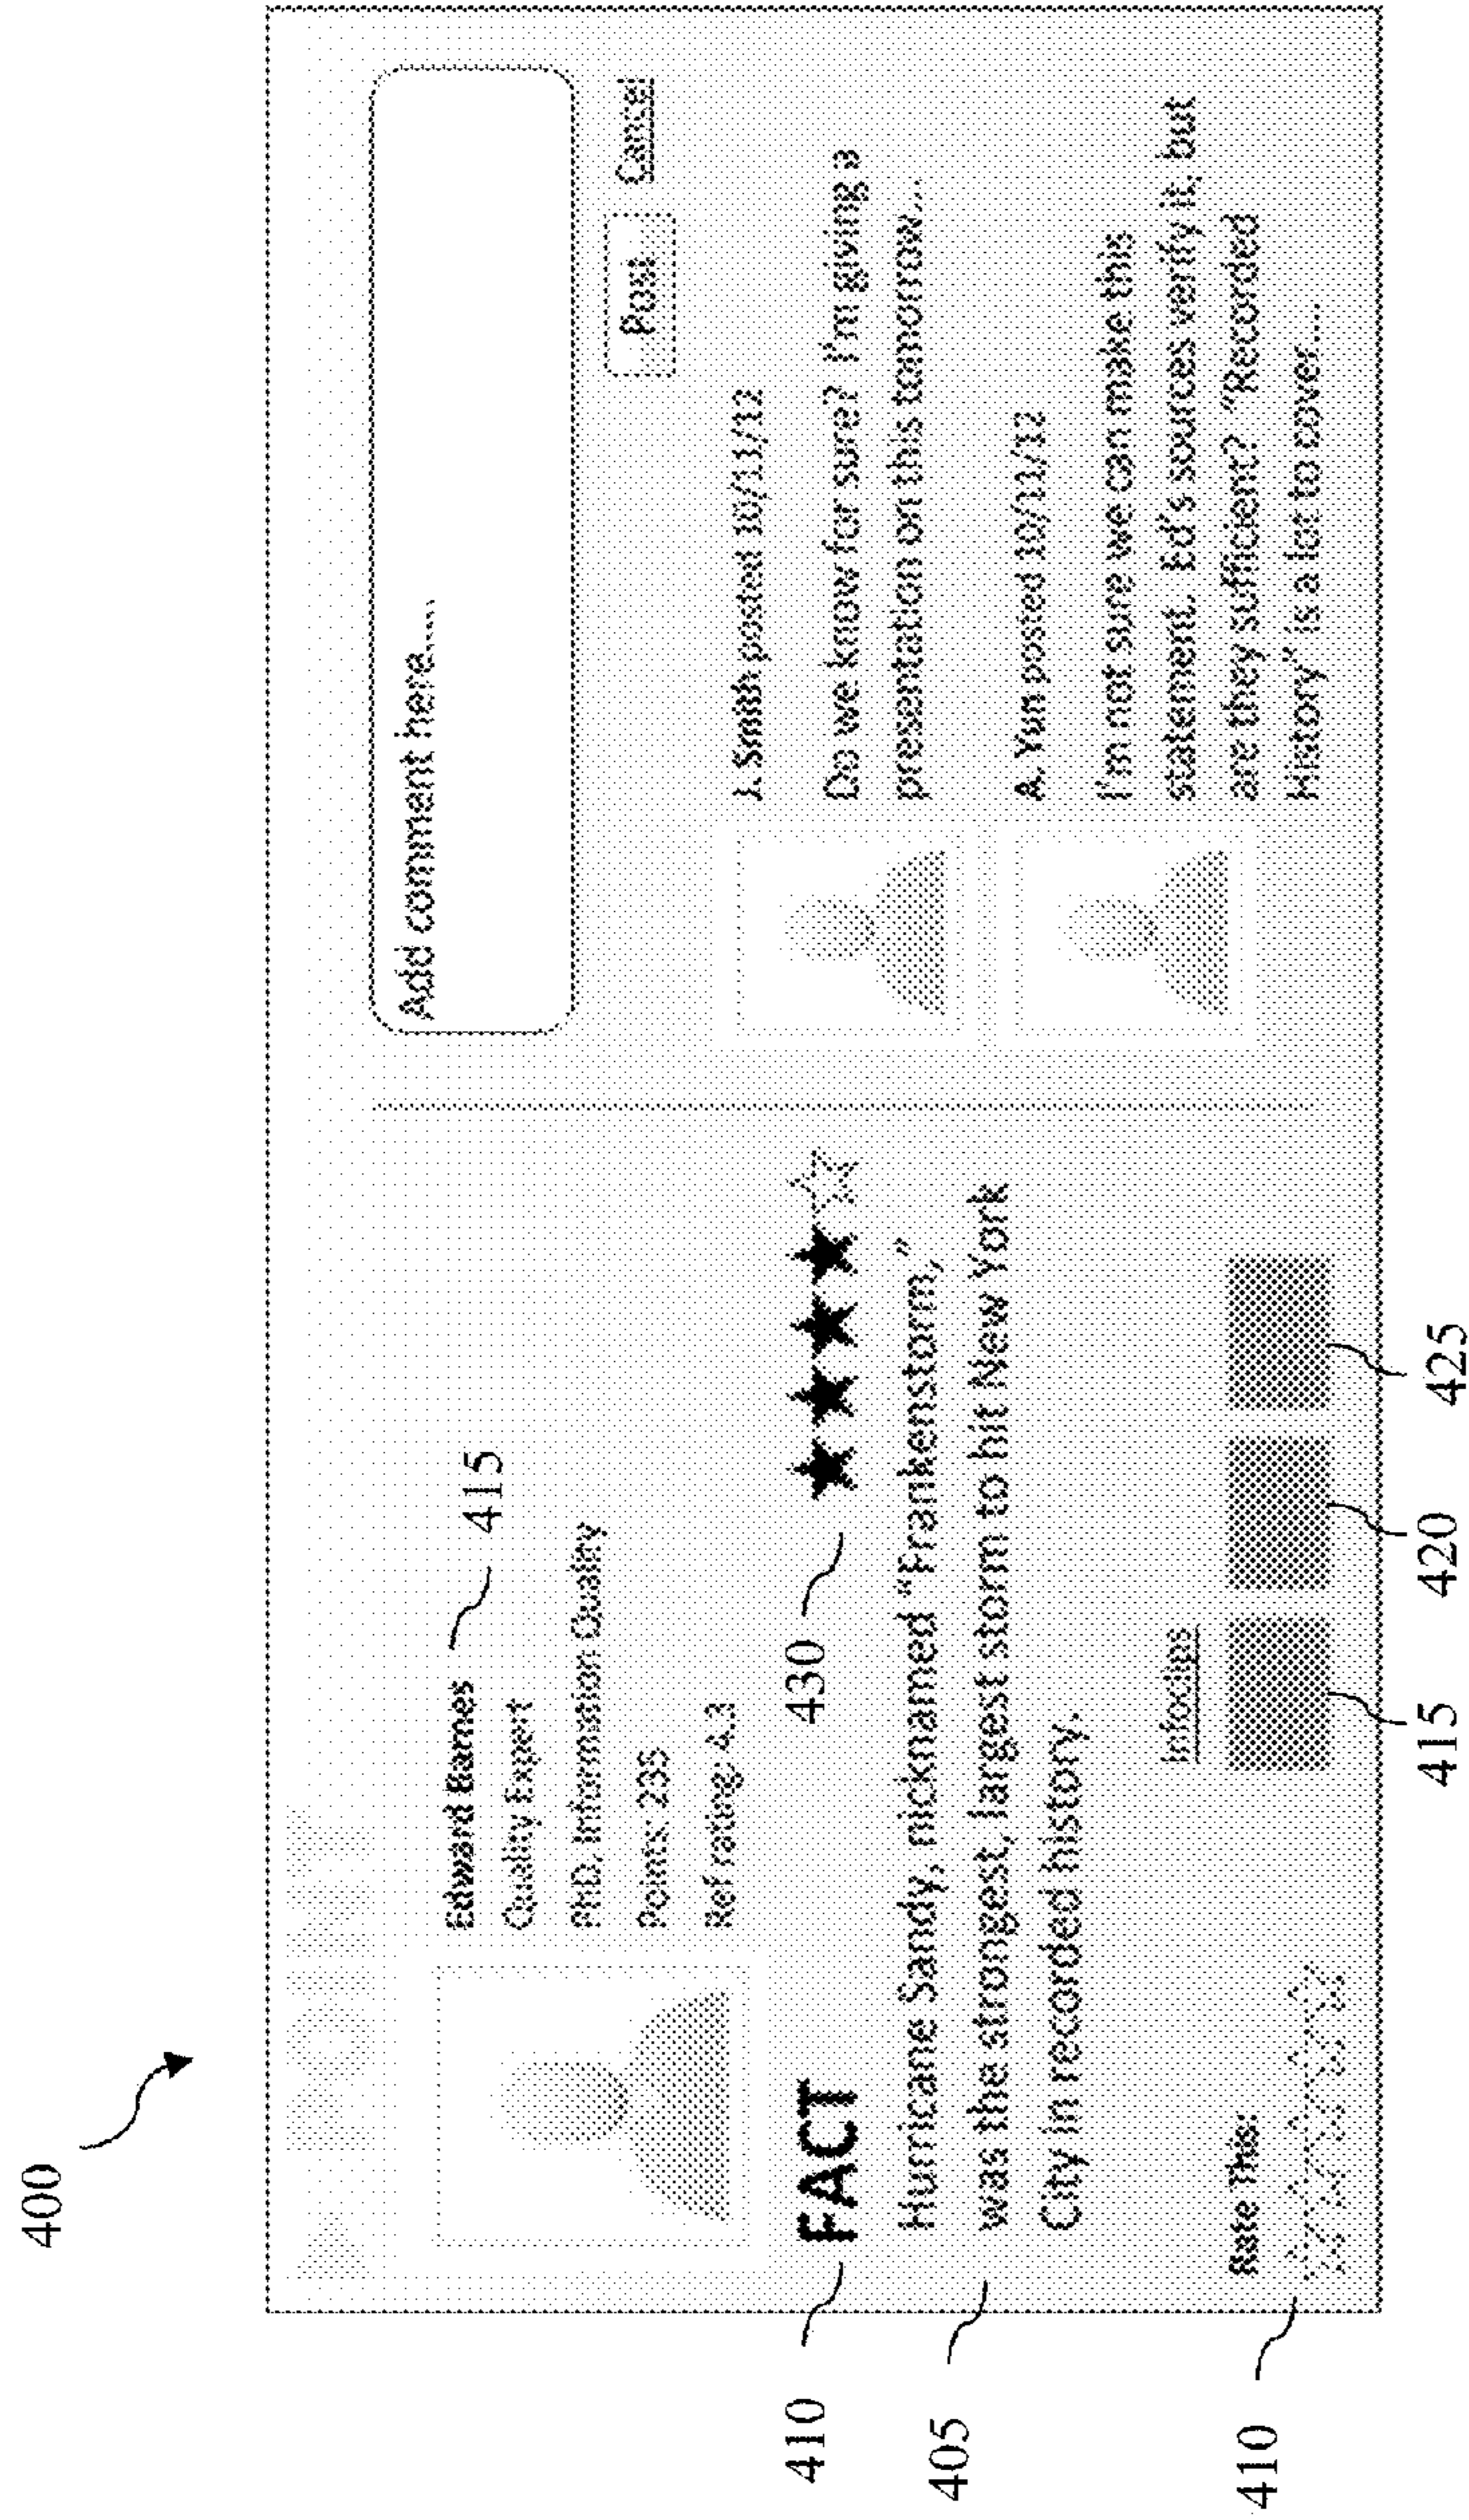 400
Edward Barnes
415
Quality Expert
PhD, Information Quality
Points: 235
Ref rating: 4.3
410
FACT
430
405
Hurricane Sandy, nicknamed “Frankenstorm,”
was the strongest, largest storm to hit New York
City in recorded history.
Infoclips
Rate This:
410
415
420
425
Add comment here....
Post
Cancel
J. Smith posted 10/11/12
Do we know for sure? I'm giving a
presentation on this tomorrow...
A. Yun posted 10/11/12
I'm not sure we can make this
statement. Ed's sources verify it, but
are they sufficient? “Recorded
History” is a lot to cover....